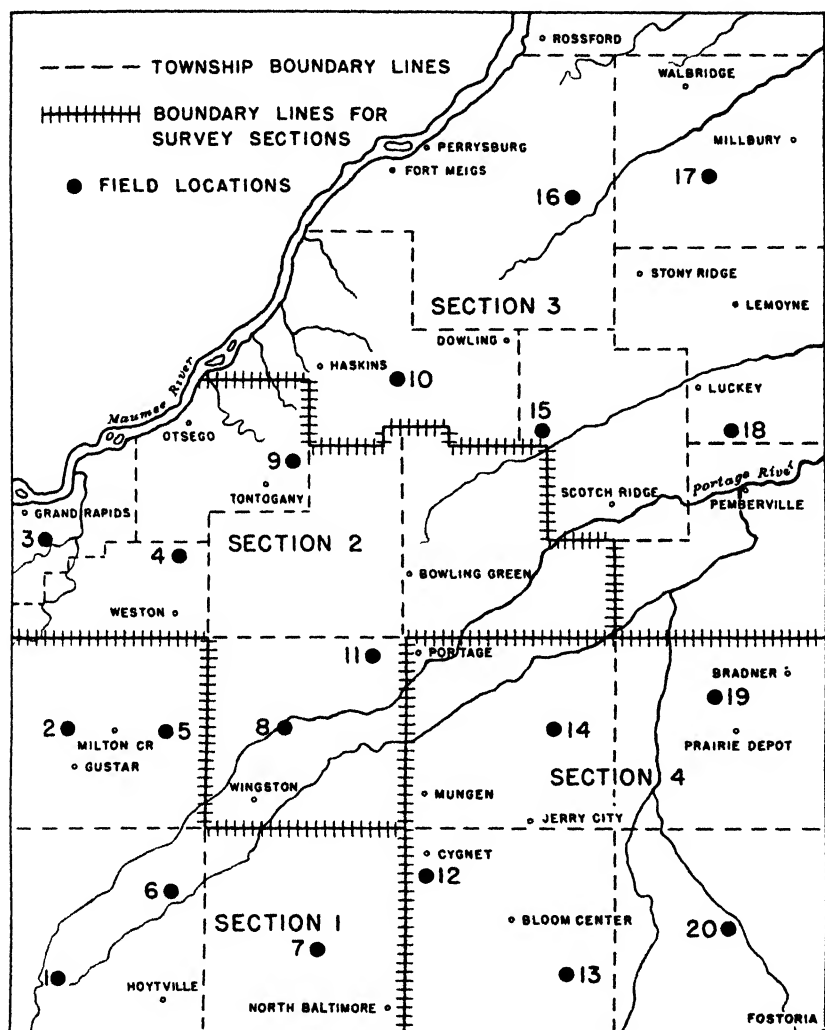 ROSSFORD
TOWNSHIP BOUNDARY LINES
WALBRIDGE
BOUNDARY LINES FOR
SURVEY SECTIONS
PERRYSBURG
MILLBURY
FORT MEIGS
FIELD LOCATIONS
16
17
STONY RIDGE
SECTION 3
LEMOYNE
DOWLING
HASKINS
10
Maumee River
LUCKEY
OTSEGO
15
18
9
TONTOGANY
Portage River
SCOTCH RIDGE
PEMBERVILLE
GRAND RAPIDS
3
SECTION 2
4
BOWLING GREEN
WESTON
11
PORTAGE
BRADNER
19
2
5
8
14
MILTON CR
PRAIRIE DEPOT
GUSTAR
SECTION 4
WINGSTON
MUNGEN
JERRY CITY
CYGNET
12
6
BLOOM CENTER
SECTION 1
20
7
1
13
HOYTVILLE
NORTH BALTIMORE
FOSTORIA